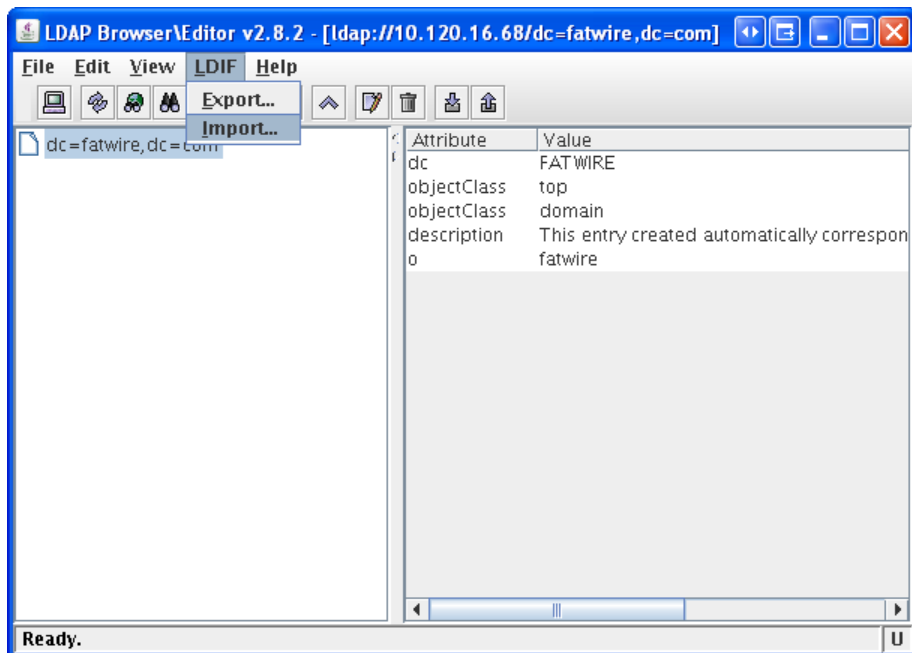 LDAP Browser\Editor v2.8.2 - [ldap://10.120.16.68/dc=fatwire,dc=com]
File Edit View LDIF Help
Export...
Import...
dc=fatwire,dc=com
Attribute Value
dc FATWIRE
objectClass top
objectClass domain
description This entry created automatically correspon
o fatwire
Ready. U